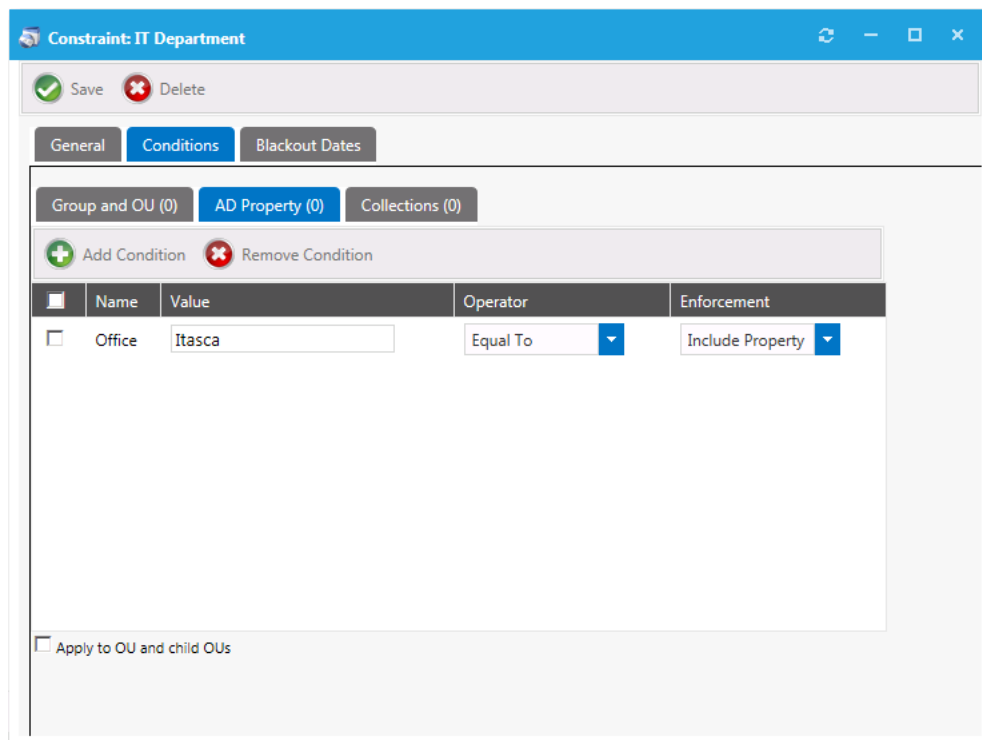 Constraint: IT Department
Save Delete
General Conditions Blackout Dates
Group and OU (0) AD Property (0) Collections (0)
Add Condition Remove Condition
Name Value Operator Enforcement
Office Itasca Equal To Include Property
Apply to OU and child OUs